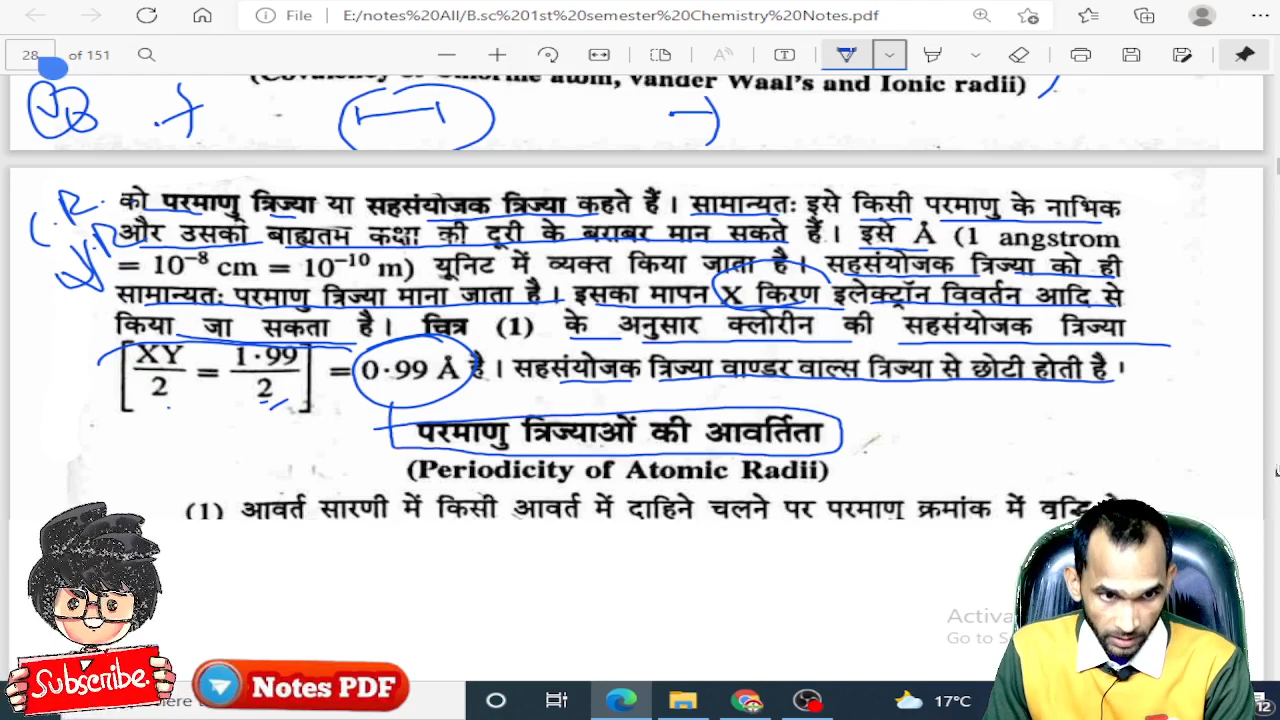 File E:/notes%20All/B.sc%201st%20semester%20Chemistry%20Notes.pdf
28 of 151
(Covalency of Chlorine atom, Vander Waal's and Ionic radii)
C.R.
को परमाणु त्रिज्या या सहसंयोजक त्रिज्या कहते हैं। सामान्यतः इसे किसी परमाणु के नाभिक
और उसकी बाह्यतम कक्षा की दूरी के बराबर मान सकते हैं। इसे Å (1 angstrom
= 10⁻⁸ cm = 10⁻¹⁰ m) यूनिट में व्यक्त किया जाता है। सहसंयोजक त्रिज्या को ही
सामान्यतः परमाणु त्रिज्या माना जाता है। इसका मापन X किरण इलेक्ट्रॉन विवर्तन आदि से
किया जा सकता है। चित्र (1) के अनुसार क्लोरीन की सहसंयोजक त्रिज्या
[XY/2 = 1·99/2] = 0·99 Å है। सहसंयोजक त्रिज्या वाण्डर वाल्स त्रिज्या से छोटी होती है।
परमाणु त्रिज्याओं की आवर्तिता
(Periodicity of Atomic Radii)
(1) आवर्त सारणी में किसी आवर्त में दाहिने चलने पर परमाणु क्रमांक में वृद्धि
Subscribe.
Notes PDF
Activa
Go to S
17°C
12